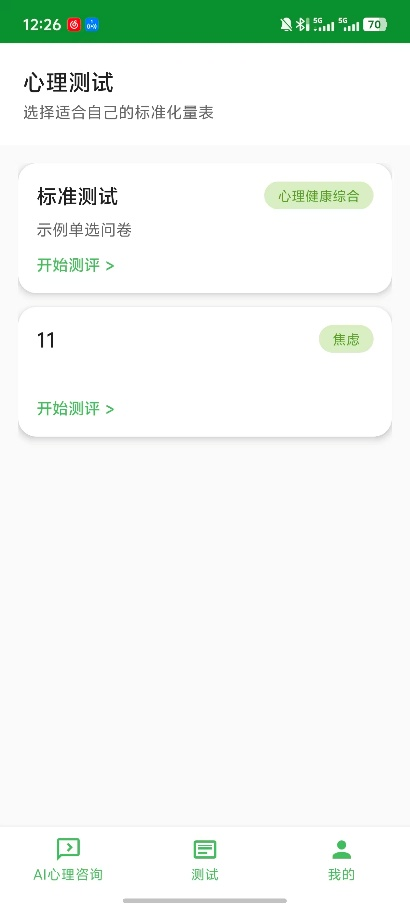 12:26
5G
5G
70
心理测试
选择适合自己的标准化量表
标准测试
心理健康综合
示例单选问卷
开始测评 >
11
焦虑
开始测评 >
AI心理咨询
测试
我的